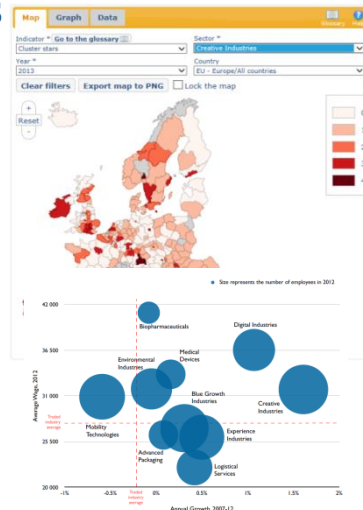 Map Graph Data
Glossary
Indicator * Go to the glossary
Sector *
Cluster stars
Creative Industries
Year *
Country
2013
EU - Europe/All countries
Clear filters Export map to PNG Lock the map
+
Reset
-
Size represents the number of employees in 2012
42 000
Biopharmaceuticals
Digital Industries
36 500
Environmental
Industries
Medical
Devices
Average Wage, 2012
31 000
Blue Growth
Industries
Creative
Industries
Traded
industry
average
Mobility
Technologies
Experience
Industries
25 500
Advanced
Packaging
Logistical
Services
20 000
-1% -0.5% 0% 0.5% 1% 1.5% 2%
Traded
industry
average
Annual Growth, 2007-12